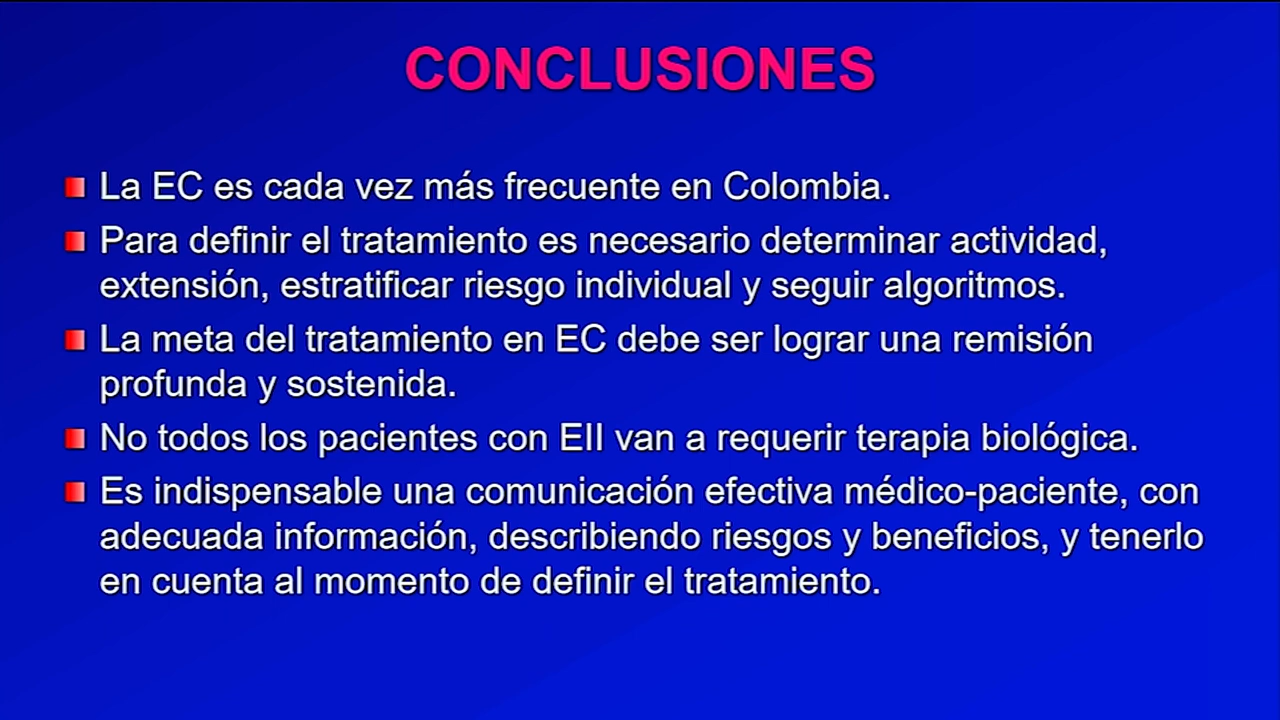 CONCLUSIONES
La EC es cada vez más frecuente en Colombia.
Para definir el tratamiento es necesario determinar actividad,
extensión, estratificar riesgo individual y seguir algoritmos.
La meta del tratamiento en EC debe ser lograr una remisión
profunda y sostenida.
No todos los pacientes con EII van a requerir terapia biológica.
Es indispensable una comunicación efectiva médico-paciente, con
adecuada información, describiendo riesgos y beneficios, y tenerlo
en cuenta al momento de definir el tratamiento.